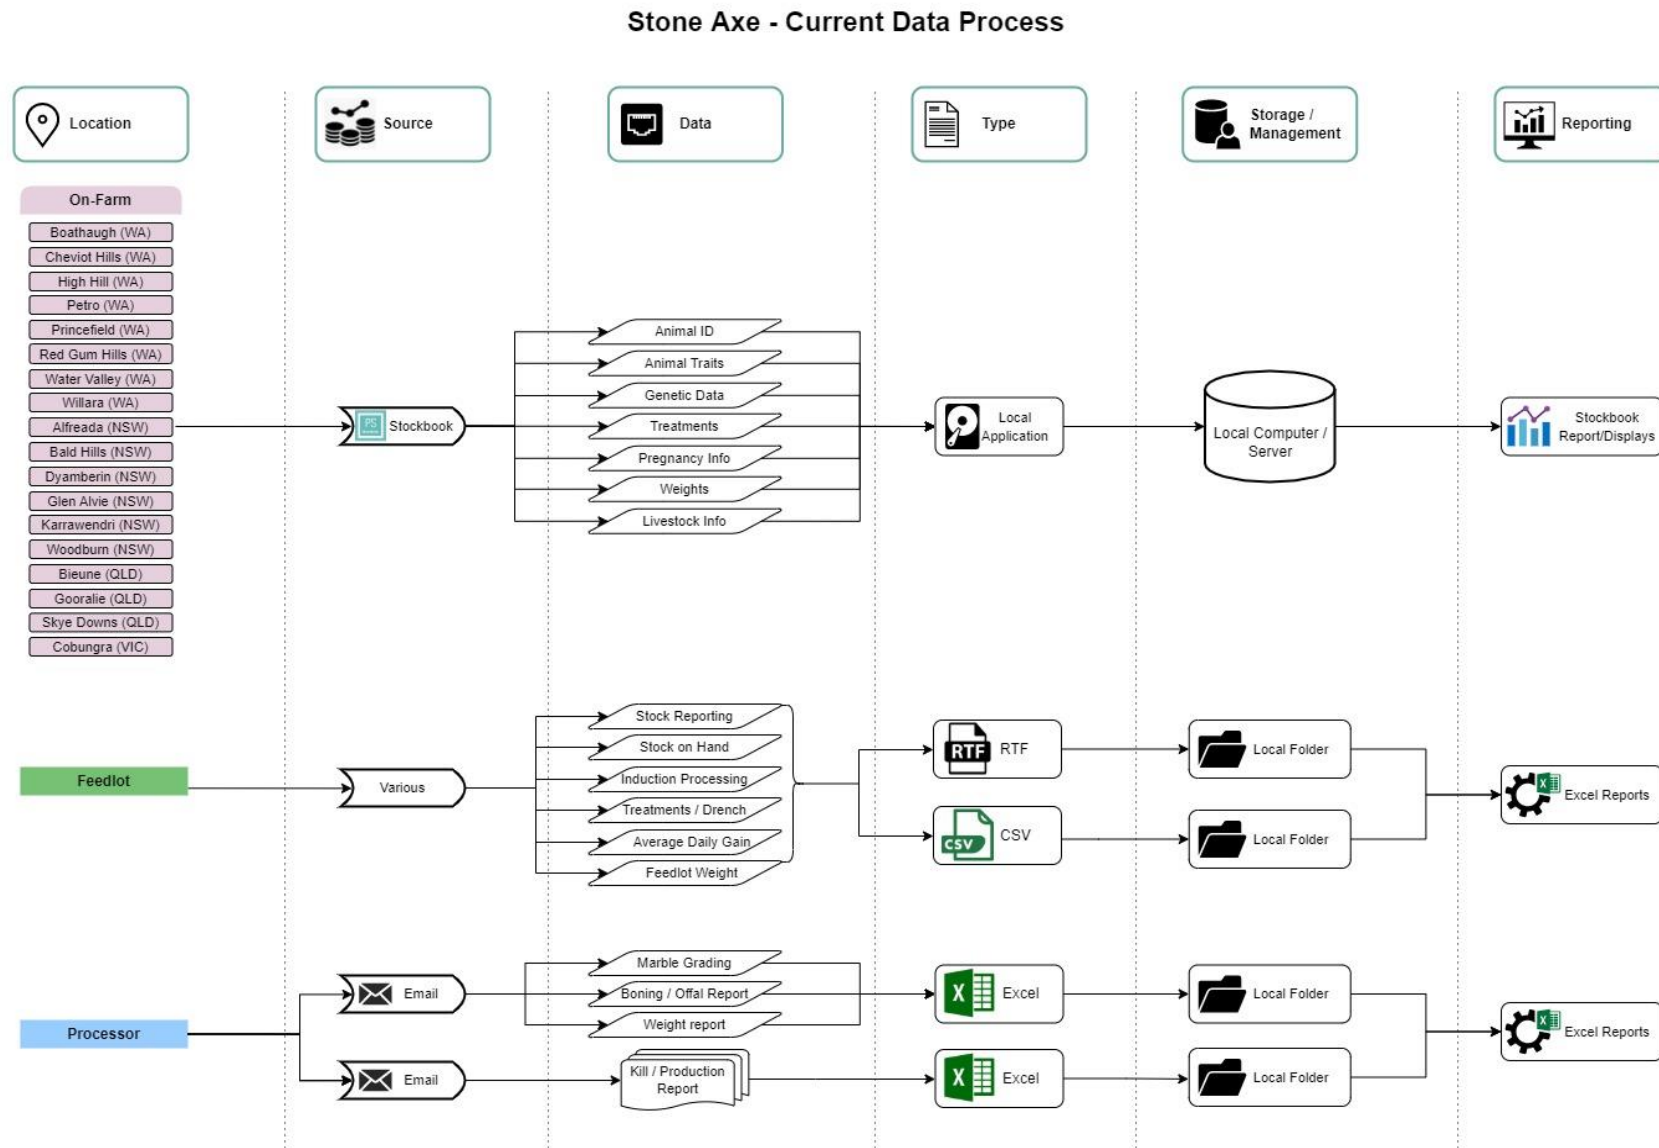 Stone Axe - Current Data Process
Location
Source
Data
Type
Storage /
Management
Reporting
On-Farm
Boathaugh (WA)
Cheviot Hills (WA)
High Hill (WA)
Petro (WA)
Princefield (WA)
Red Gum Hills (WA)
Water Valley (WA)
Willara (WA)
Alfreada (NSW)
Bald Hills (NSW)
Dyamberin (NSW)
Glen Alvie (NSW)
Karrawendri (NSW)
Woodburn (NSW)
Bieune (QLD)
Gooralie (QLD)
Skye Downs (QLD)
Cobungra (VIC)
PS
Stockbook
Animal ID
Animal Traits
Genetic Data
Treatments
Pregnancy Info
Weights
Livestock Info
Local
Application
Local Computer /
Server
Stockbook
Report/Displays
Feedlot
Various
Stock Reporting
Stock on Hand
Induction Processing
Treatments / Drench
Average Daily Gain
Feedlot Weight
RTF
RTF
CSV
CSV
Local Folder
Local Folder
X
Excel Reports
Processor
Email
Email
Marble Grading
Boning / Offal Report
Weight report
Kill / Production
Report
X
Excel
X
Excel
Local Folder
Local Folder
X
Excel Reports